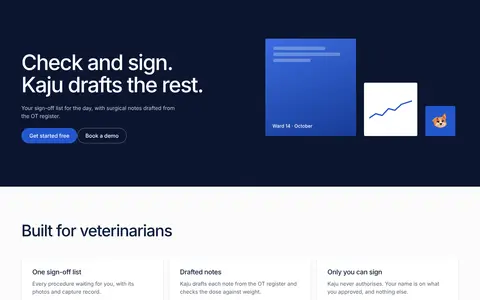 Check and sign.
Kaju drafts the rest.
Your sign-off list for the day, with surgical notes drafted from
the OT register.
Get started free
Book a demo
Ward 14 · October
Built for veterinarians
One sign-off list
Every procedure waiting for you, with its
photos and capture record.
Drafted notes
Kaju drafts each note from the OT register and
checks the dose against weight.
Only you can sign
Kaju never authorises. Your name is on what
you approved, and nothing else.